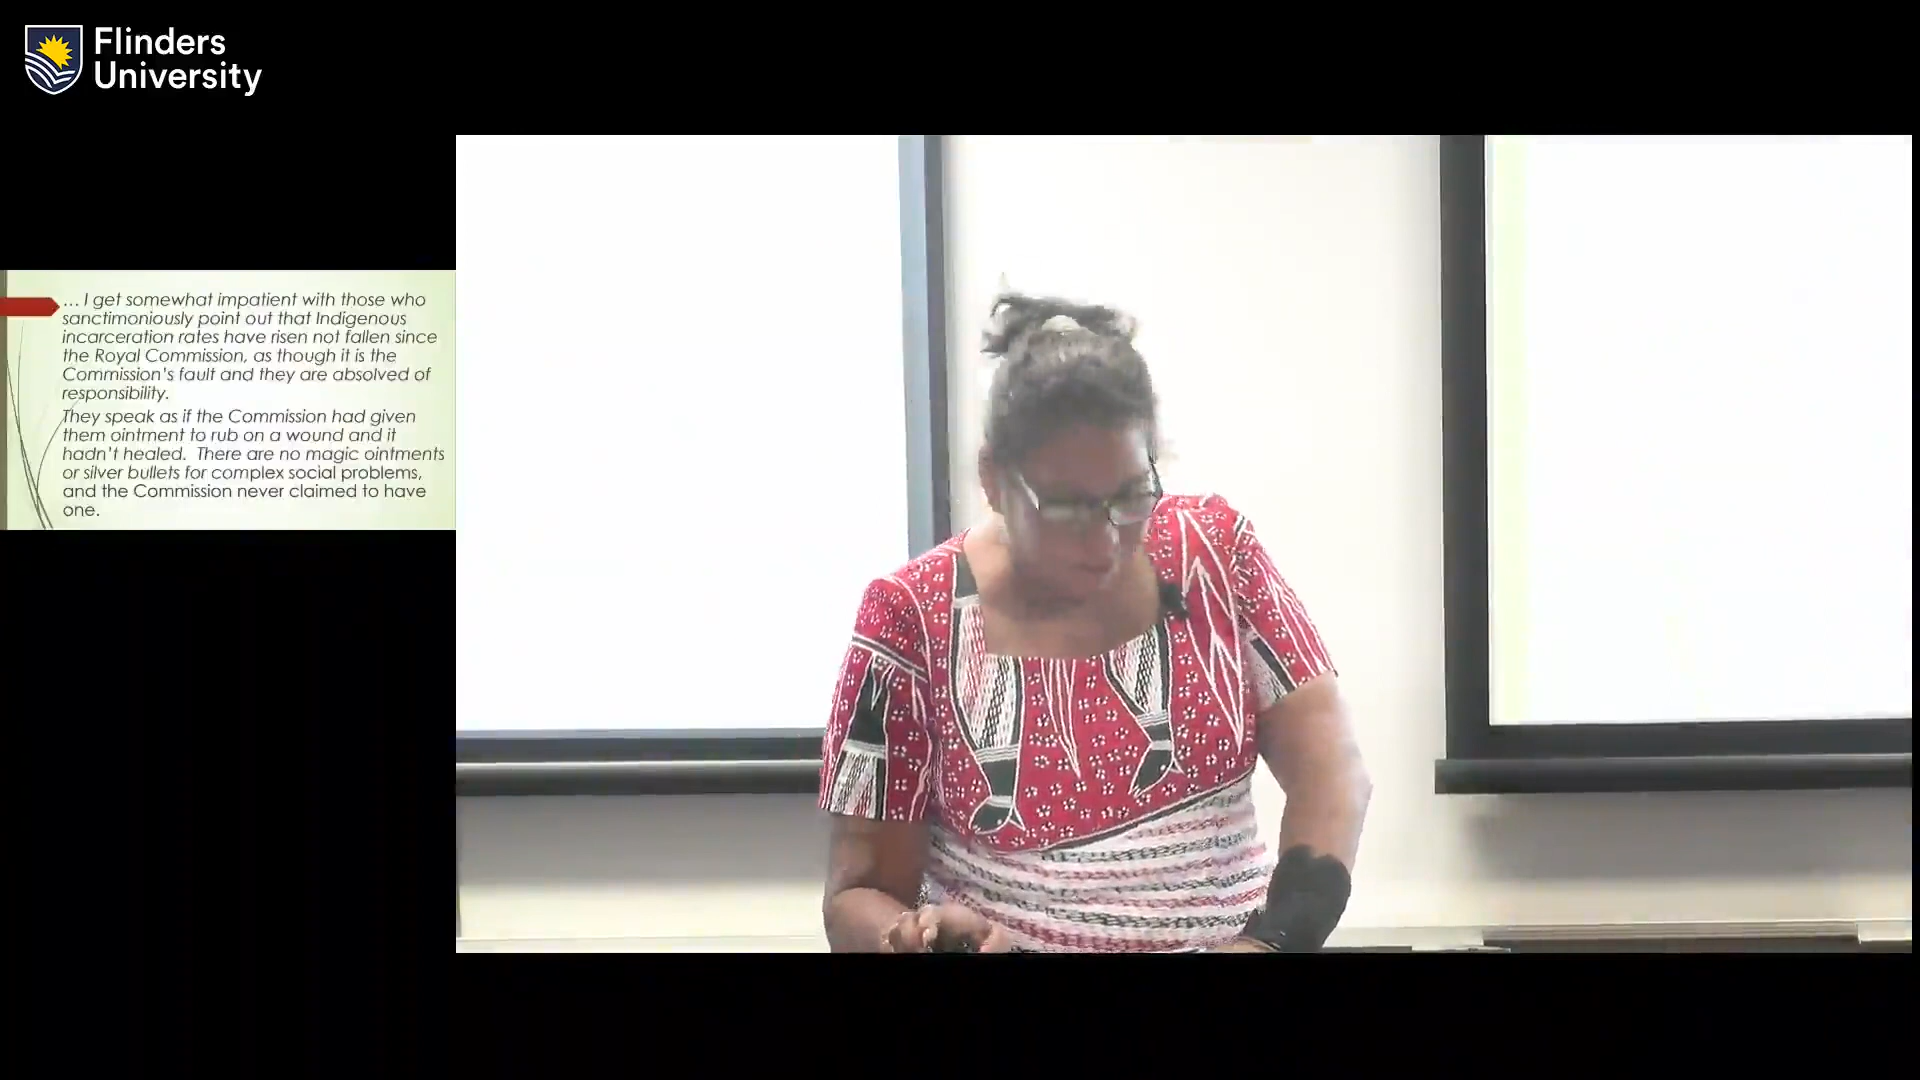 Flinders
University
... I get somewhat impatient with those who
sanctimoniously point out that Indigenous
incarceration rates have risen not fallen since
the Royal Commission, as though it is the
Commission's fault and they are absolved of
responsibility.
They speak as if the Commission had given
them ointment to rub on a wound and it
hadn't healed.  There are no magic ointments
or silver bullets for complex social problems,
and the Commission never claimed to have
one.